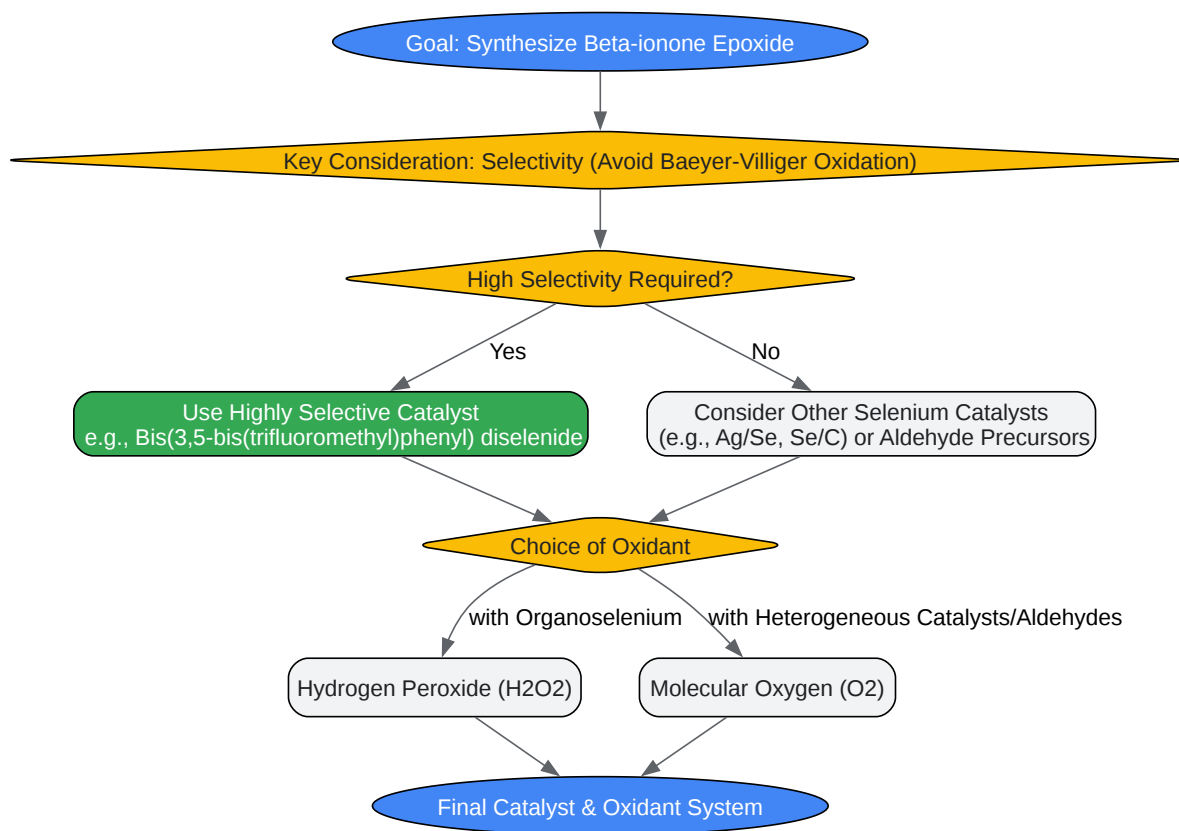 Goal: Synthesize Beta-ionone Epoxide
Key Consideration: Selectivity (Avoid Baeyer-Villiger Oxidation)
High Selectivity Required?
Yes
No
Use Highly Selective Catalyst
e.g., Bis(3,5-bis(trifluoromethyl)phenyl) diselenide
Consider Other Selenium Catalysts
(e.g., Ag/Se, Se/C) or Aldehyde Precursors
Choice of Oxidant
with Organoselenium
with Heterogeneous Catalysts/Aldehydes
Hydrogen Peroxide (H2O2)
Molecular Oxygen (O2)
Final Catalyst & Oxidant System